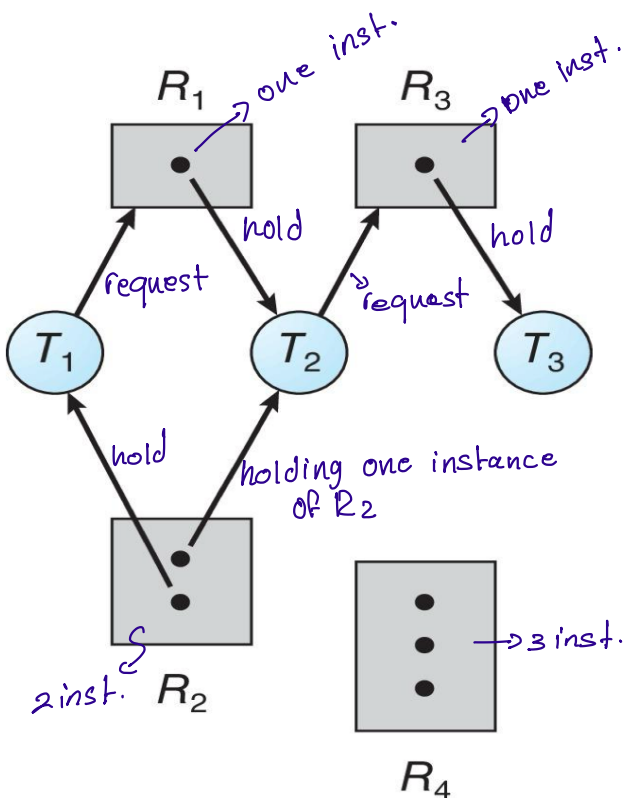 one inst.
one inst.
R1
R3
hold
hold
request
request
T1
T2
T3
hold
holding one instance
of R2
3 inst.
2 inst.
R2
R4